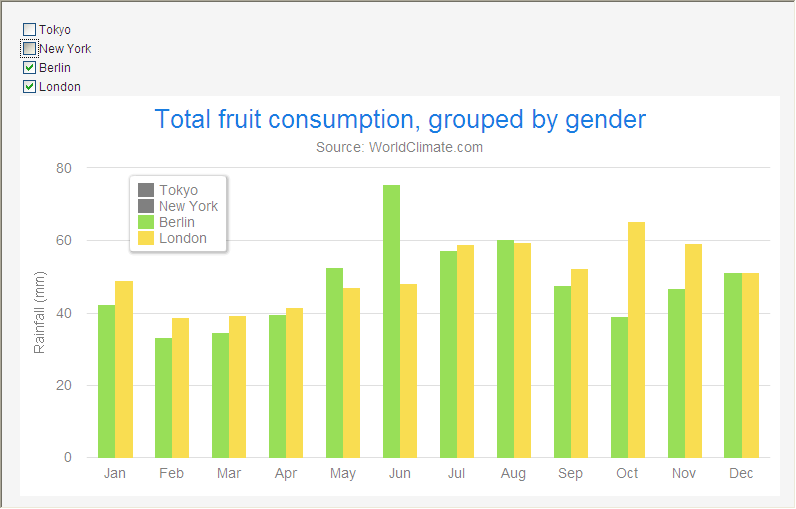 Tokyo
New York
Berlin
London
Total fruit consumption, grouped by gender
Source: WorldClimate.com
80
60
40
20
0
Rainfall (mm)
Tokyo
New York
Berlin
London
Jan Feb Mar Apr May Jun Jul Aug Sep Oct Nov Dec